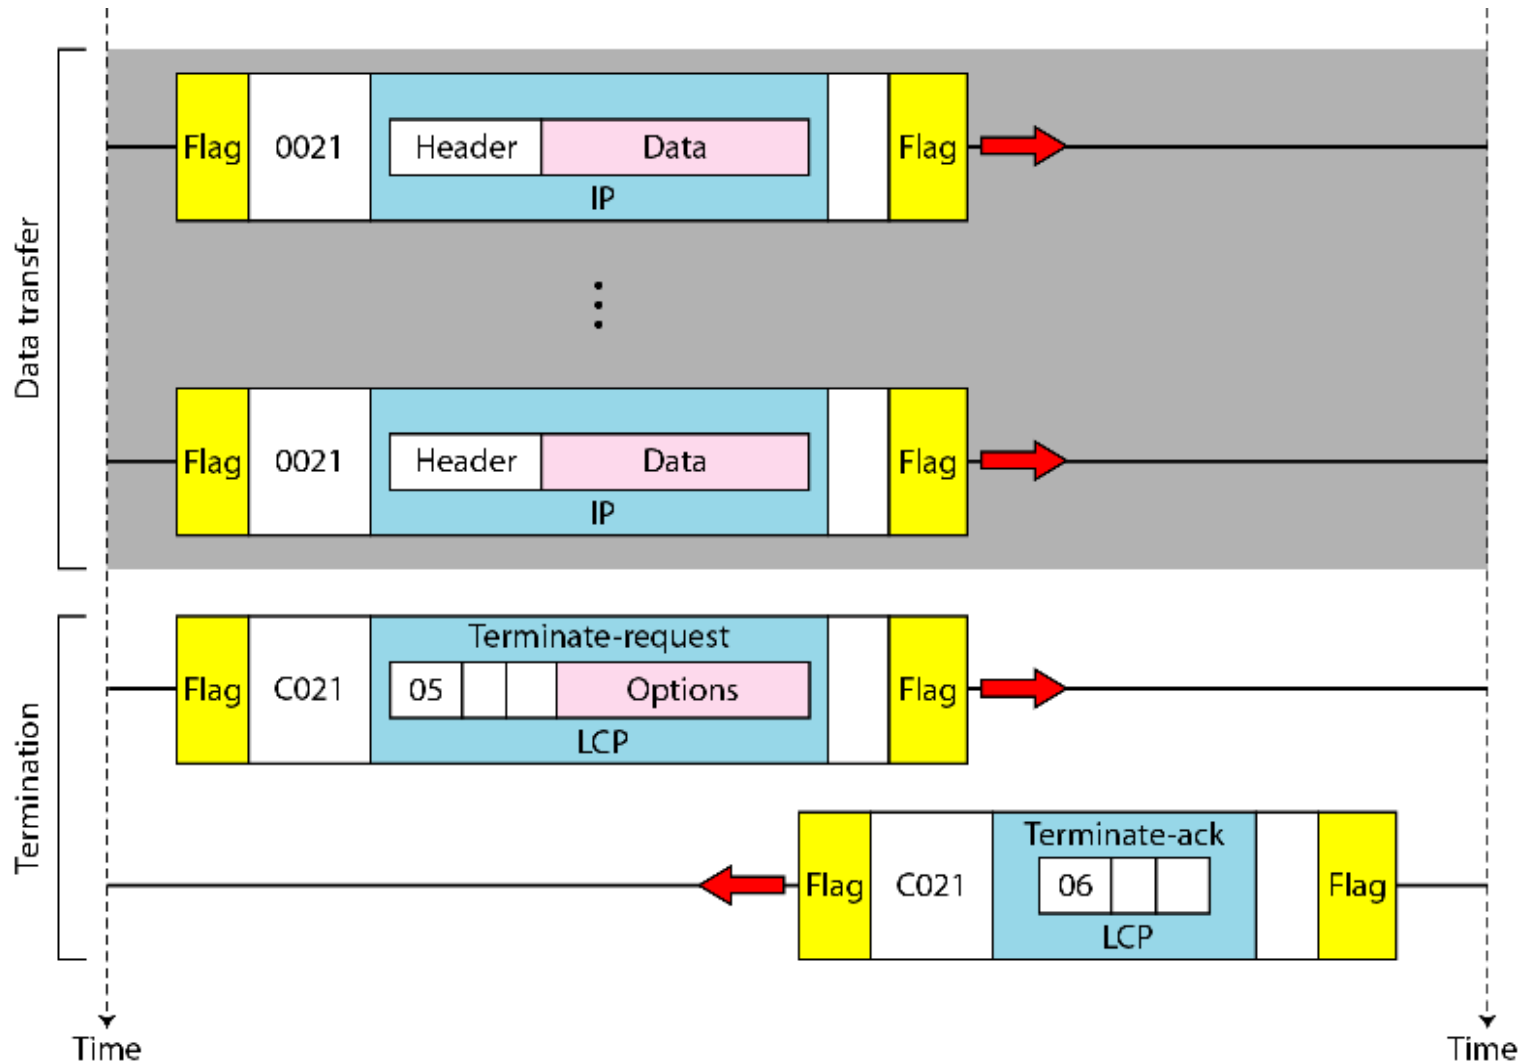 Data transfer
Flag 0021 Header Data Flag
IP
Flag 0021 Header Data Flag
IP
Termination
Terminate-request
Flag C021 05 Options Flag
LCP
Terminate-ack
Flag C021 06 Flag
LCP
Time Time